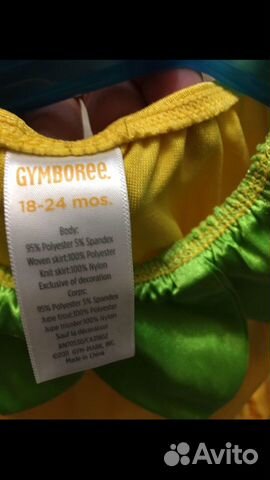 GYMBOREE.
18-24 mos.
Body:
95% Polyester 5% Spandex
Woven skirt:100% Polyester
Knit skirt:100% Nylon
Exclusive of decoration
Corps:
95% Polyester 5% Spandex
Jupe tissé:100% Polyester
Jupe tricoter:100% Nylon
Sauf la décoration
©2011, GYM-MARK, INC.
Made in China
Avito